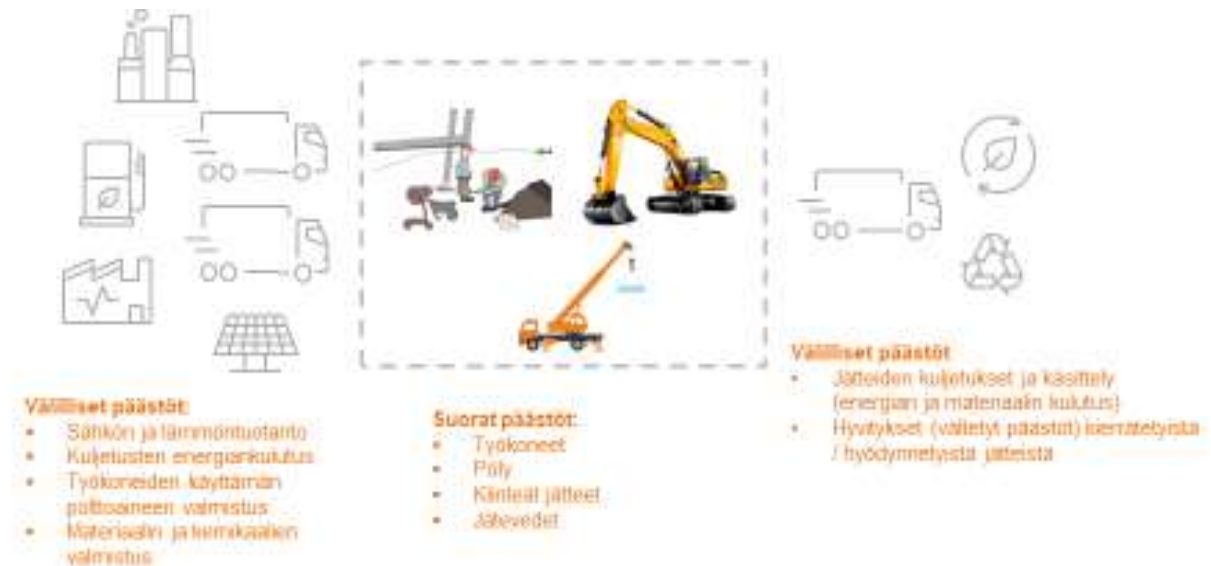 Välilliset päästöt:
• Sähkön ja lämmöntuotanto
• Kuljetusten energiankulutus
• Työkoneiden käyttämän
polttoaineen valmistus
• Materiaalin ja kemikaalien
valmistus
Suorat päästöt:
• Työkoneet
• Pöly
• Kiinteät jätteet
• Jätevedet
Välilliset päästöt
• Jätteiden kuljetukset ja käsittely
(energian ja materiaalin kulutus)
• Hyvitykset (vältetyt päästöt) kierrätetyistä
/ hyödynnetyistä jätteistä